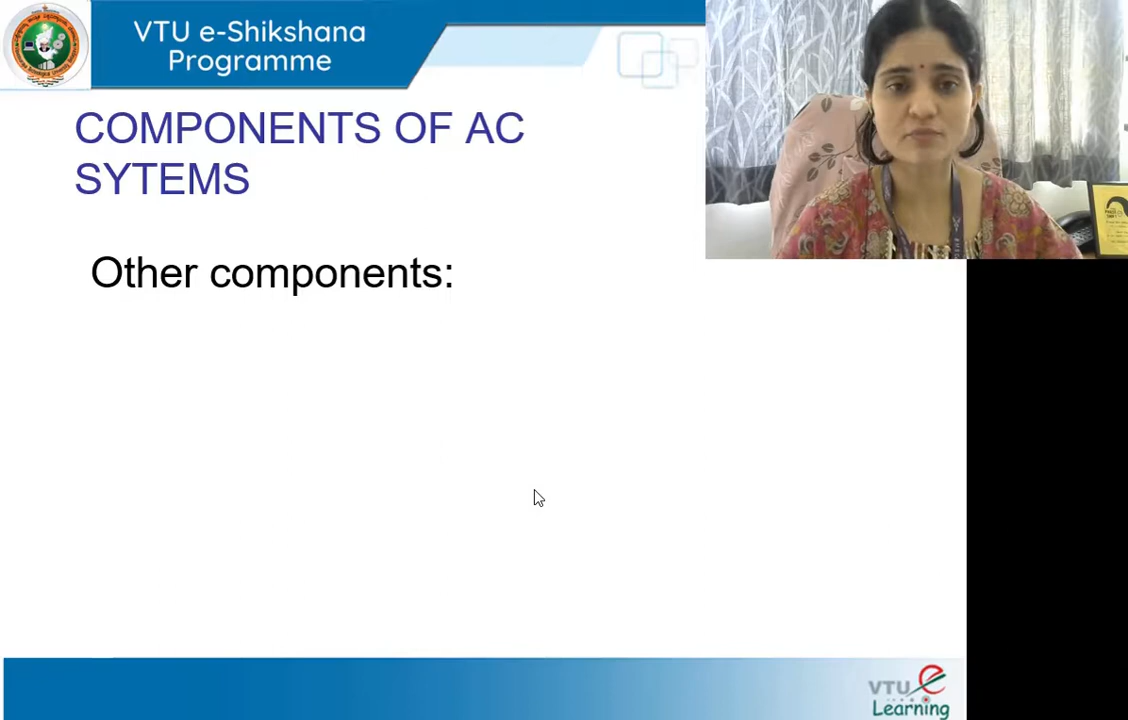 VTU e-Shikshana
Programme
COMPONENTS OF AC
SYTEMS
Other components:
VTU e
Learning